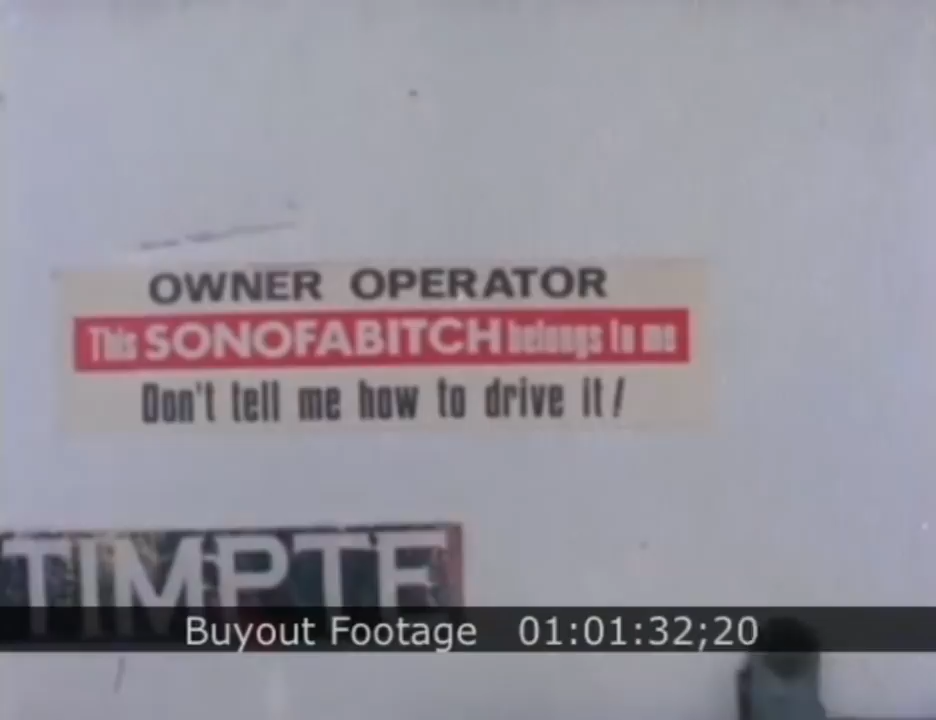 OWNER OPERATOR
This SONOFABITCH belongs to me
Don't tell me how to drive it!
TIMPTE
Buyout Footage 01:01:32;20